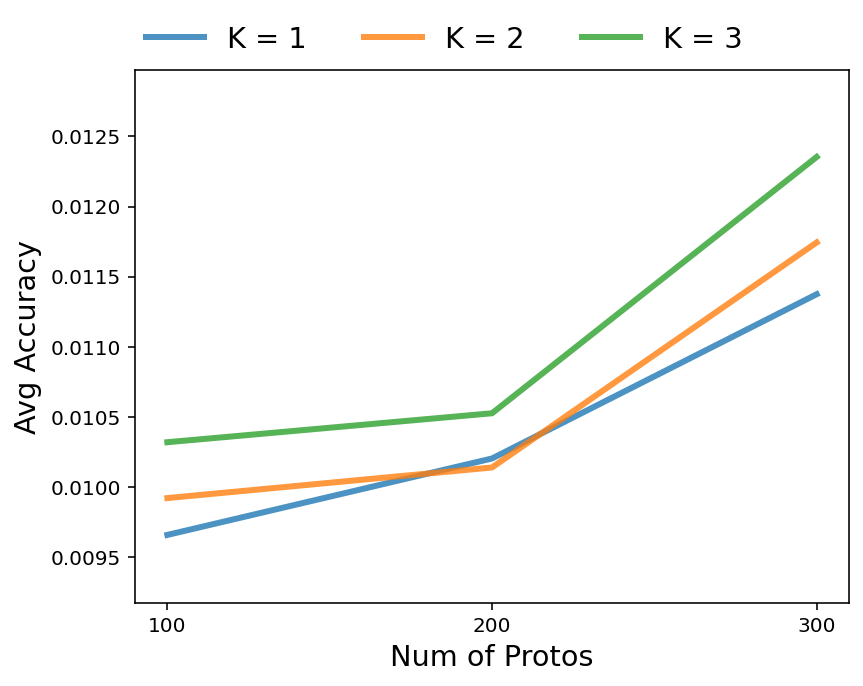 K = 1 K = 2 K = 3
0.0125
0.0120
0.0115
0.0110
0.0105
0.0100
0.0095
Avg Accuracy
100 200 300
Num of Protos